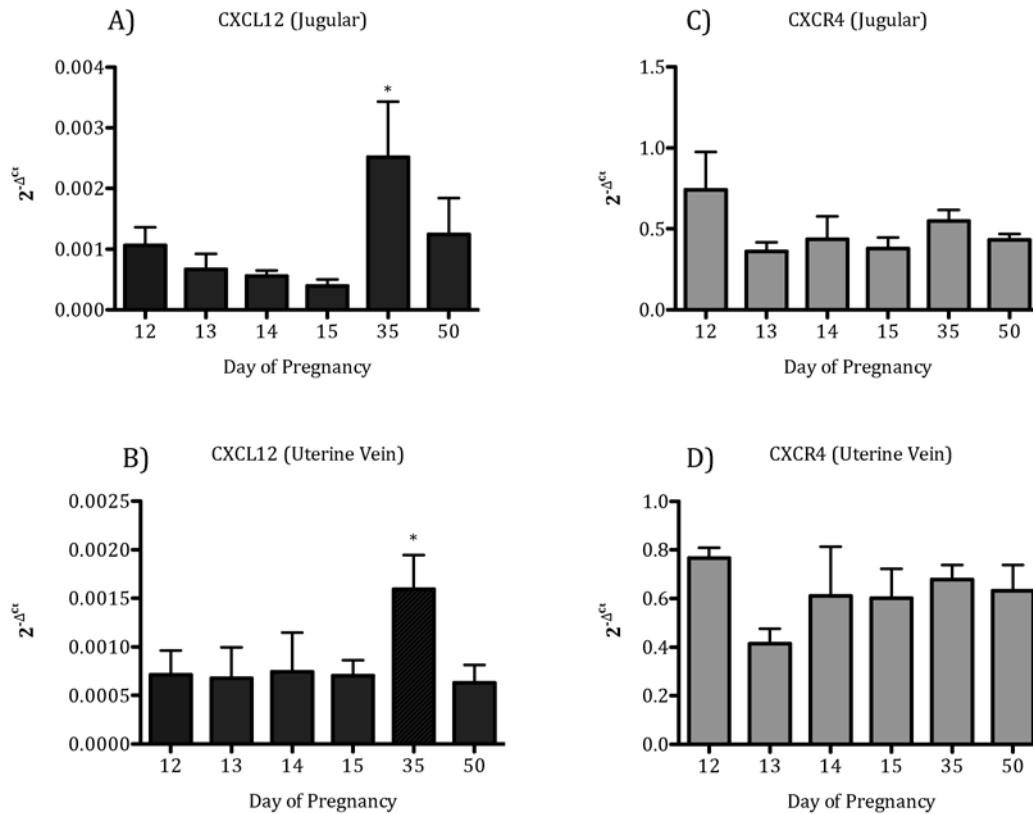 A) CXCL12 (Jugular)
0.004
0.003
0.002
0.001
0.000
2^-ΔCt
*
12 13 14 15 35 50
Day of Pregnancy
C) CXCR4 (Jugular)
1.5
1.0
0.5
0.0
2^-ΔCt
12 13 14 15 35 50
Day of Pregnancy
B) CXCL12 (Uterine Vein)
0.0025
0.0020
0.0015
0.0010
0.0005
0.0000
2^-ΔCt
*
12 13 14 15 35 50
Day of Pregnancy
D) CXCR4 (Uterine Vein)
1.0
0.8
0.6
0.4
0.2
0.0
2^-ΔCt
12 13 14 15 35 50
Day of Pregnancy